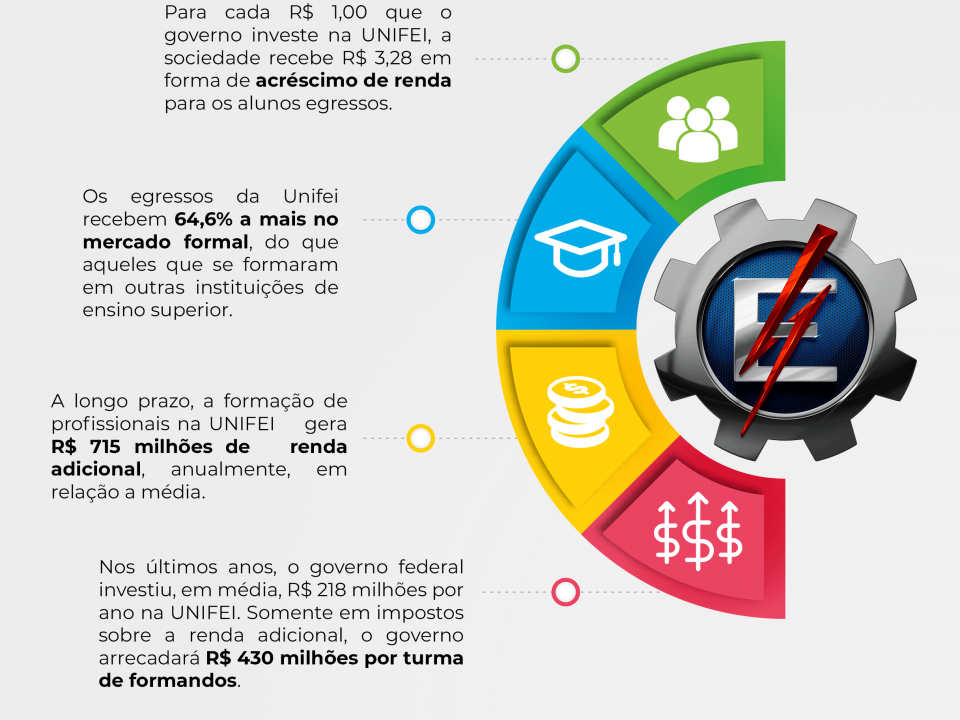 Para cada R$ 1,00 que o
governo investe na UNIFEI, a
sociedade recebe R$ 3,28 em
forma de acréscimo de renda
para os alunos egressos.
Os egressos da Unifei
recebem 64,6% a mais no
mercado formal, do que
aqueles que se formaram
em outras instituições de
ensino superior.
A longo prazo, a formação de
profissionais na UNIFEI gera
R$ 715 milhões de renda
adicional, anualmente, em
relação a média.
Nos últimos anos, o governo federal
investiu, em média, R$ 218 milhões por
ano na UNIFEI. Somente em impostos
sobre a renda adicional, o governo
arrecadará R$ 430 milhões por turma
de formandos.
E